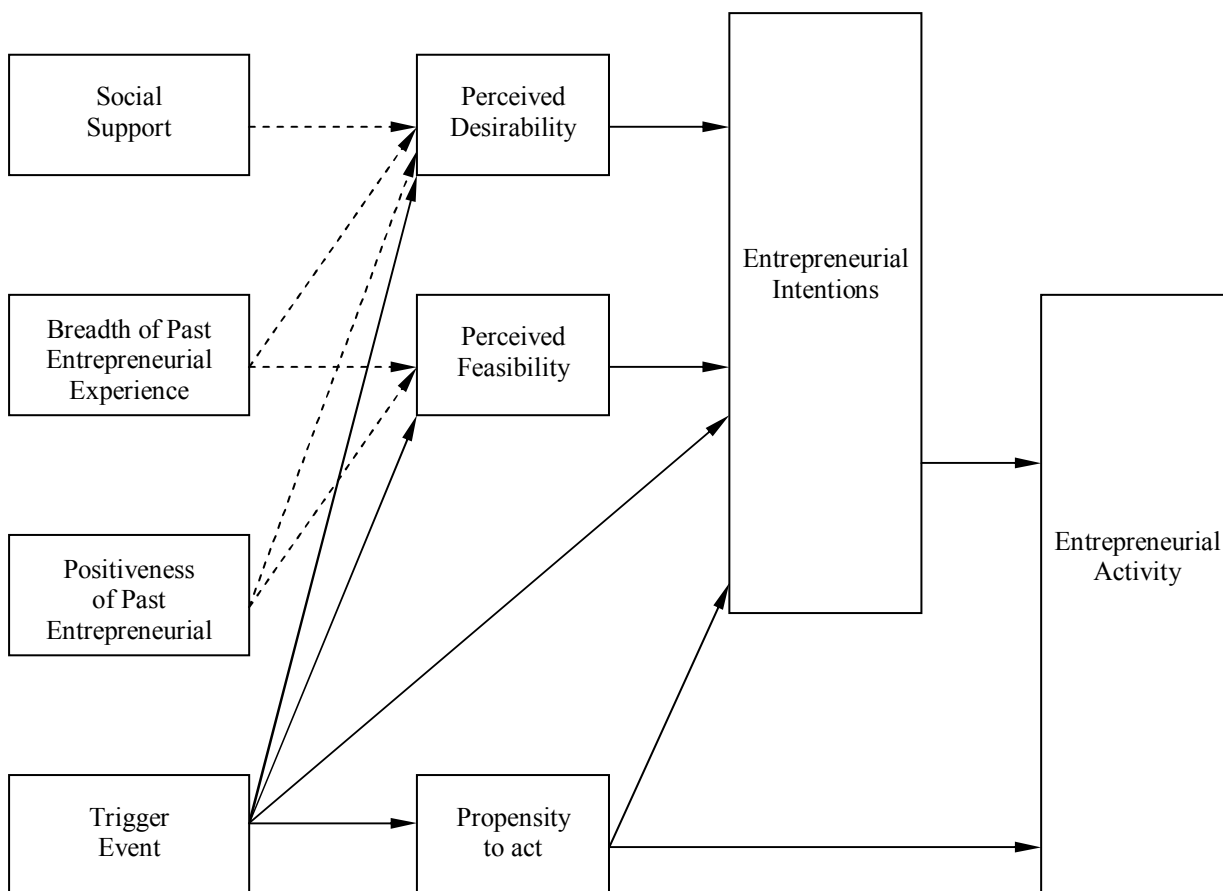 Social
Support
Perceived
Desirability
Entrepreneurial
Intentions
Breadth of Past
Entrepreneurial
Experience
Perceived
Feasibility
Positiveness
of Past
Entrepreneurial
Entrepreneurial
Activity
Trigger
Event
Propensity
to act